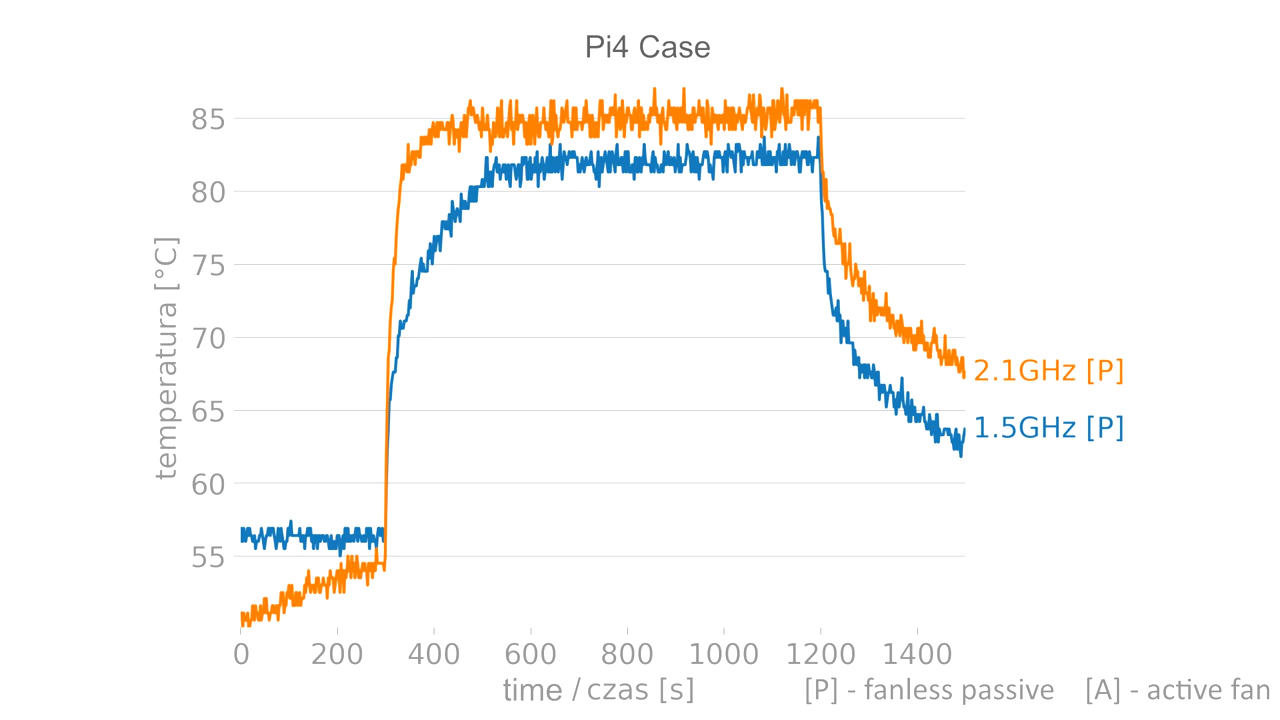 Pi4 Case
85
80
75
70
65
60
55
temperatura [°C]
2.1GHz [P]
1.5GHz [P]
0 200 400 600 800 1000 1200 1400
time / czas [s]
[P] - fanless passive [A] - active fan